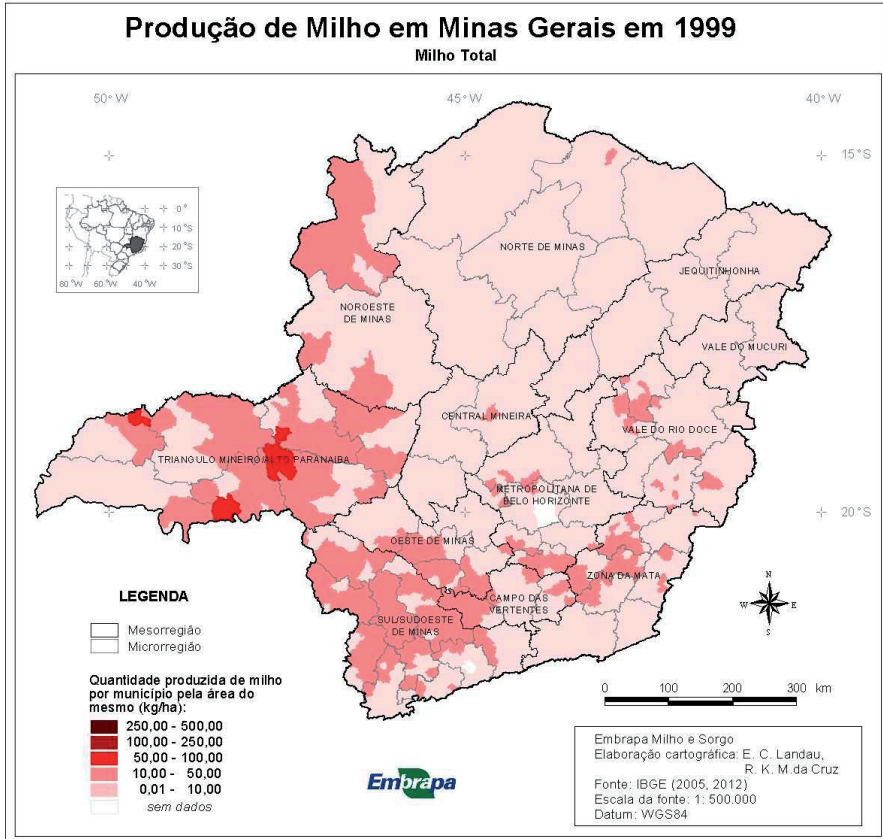 Produção de Milho em Minas Gerais em 1999
Milho Total
50° W
45° W
40° W
15° S
0°
10°S
20°S
30°S
80°W
60°W
40°W
NORTE DE MINAS
JEQUITINHONHA
NOROESTE
DE MINAS
VALE DO MUCURI
CENTRAL MINEIRA
VALE DO RIO DOCE
TRIANGULO MINEIRO/ALTO PARANAIBA
METROPOLITANA DE
BELO HORIZONTE
20° S
OESTE DE MINAS
ZONA DA MATA
CAMPO DAS
VERTENTES
SUL/SUDOESTE
DE MINAS
N
W
E
S
LEGENDA
Mesorregião
Microrregião
Quantidade produzida de milho
por município pela área do
mesmo (kg/ha):
250,00 - 500,00
100,00 - 250,00
50,00 - 100,00
10,00 - 50,00
0,01 - 10,00
sem dados
0 100 200 300 km
Embrapa
Embrapa Milho e Sorgo
Elaboração cartográfica: E. C. Landau,
R. K. M.da Cruz
Fonte: IBGE (2005, 2012)
Escala da fonte: 1: 500.000
Datum: WGS84